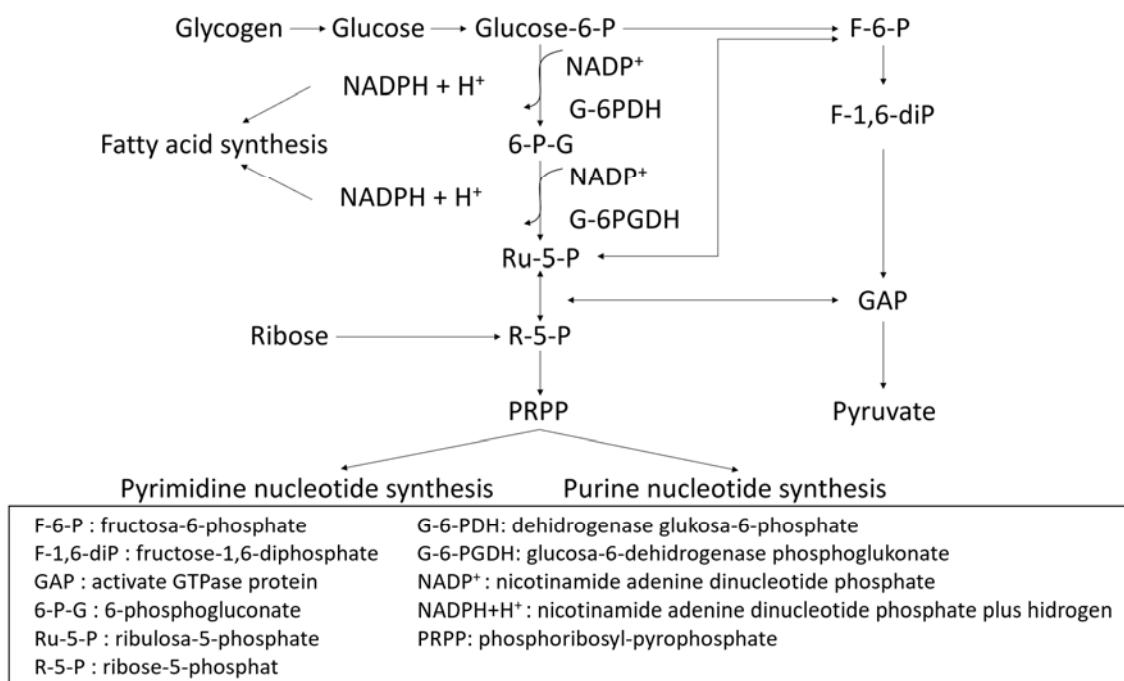 Glycogen Glucose Glucose-6-P F-6-P
NADP⁺
NADPH + H⁺
G-6PDH
F-1,6-diP
Fatty acid synthesis
6-P-G
NADP⁺
NADPH + H⁺
G-6PGDH
Ru-5-P
GAP
Ribose R-5-P
PRPP Pyruvate
Pyrimidine nucleotide synthesis Purine nucleotide synthesis
F-6-P : fructosa-6-phosphate
F-1,6-diP : fructose-1,6-diphosphate
GAP : activate GTPase protein
6-P-G : 6-phosphogluconate
Ru-5-P : ribulosa-5-phosphate
R-5-P : ribose-5-phosphat
G-6-PDH: dehidrogenase glukosa-6-phosphate
G-6-PGDH: glucosa-6-dehidrogenase phosphoglukonate
NADP⁺ : nicotinamide adenine dinucleotide phosphate
NADPH+H⁺ : nicotinamide adenine dinucleotide phosphate plus hidrogen
PRPP: phosphoribosyl-pyrophosphate